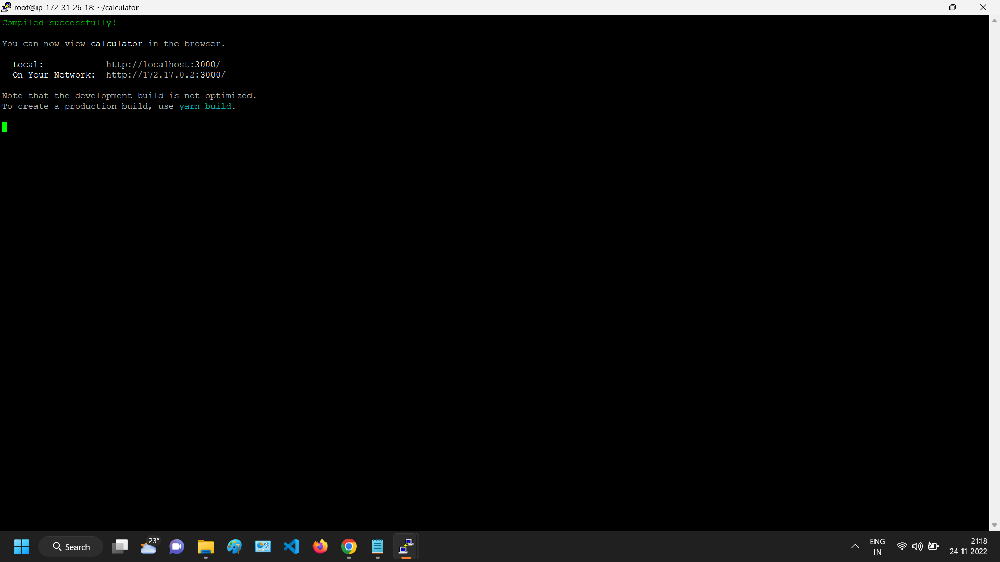 root@ip-172-31-26-18: ~/calculator
Compiled successfully!
You can now view calculator in the browser.
Local: http://localhost:3000/
On Your Network: http://172.17.0.2:3000/
Note that the development build is not optimized.
To create a production build, use yarn build.
Search
23°
ENG
IN
21:18
24-11-2022